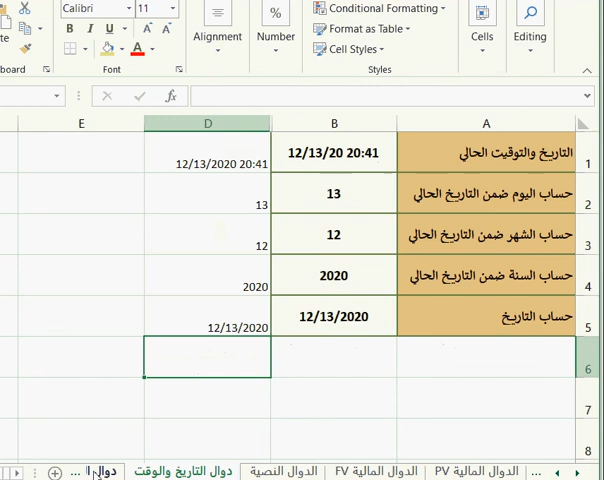 Calibri 11
B I U A
Alignment
% Number
Conditional Formatting
Format as Table
Cell Styles
Cells
Editing
Font
Styles
fx
E D B A
التاريخ والتوقيت الحالي 12/13/20 20:41 12/13/2020 20:41 1
حساب اليوم ضمن التاريخ الحالي 13 13 2
حساب الشهر ضمن التاريخ الحالي 12 12 3
حساب السنة ضمن التاريخ الحالي 2020 2020 4
حساب التاريخ 12/13/2020 12/13/2020 5
6
7
8
... الدوال المالية PV الدوال المالية FV الدوال النصية دوال التاريخ والوقت دوال ...